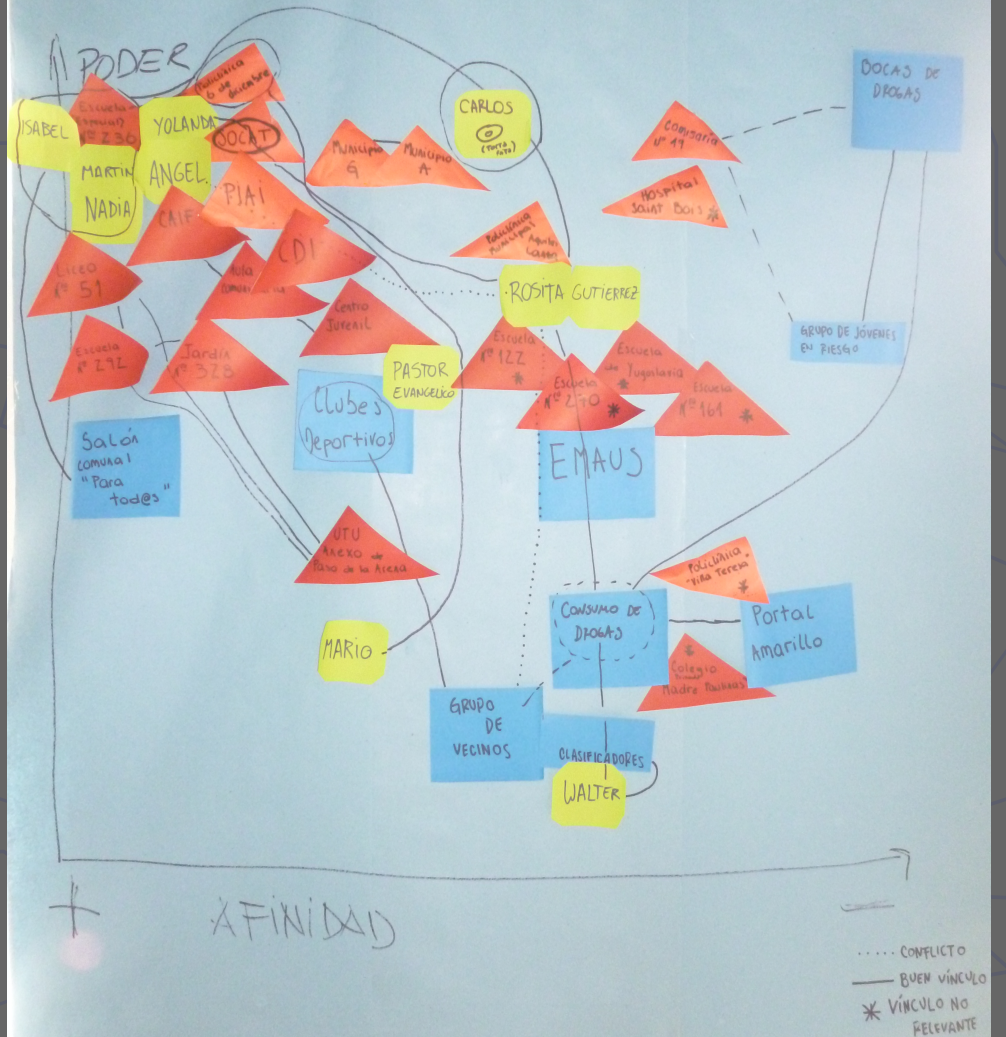 PODER
Policlínica
6 de
diciembre
BOCAS DE
DROGAS
Escuela
Nº 236
ISABEL
YOLANDA
ANGEL.
OOCAT
MARTIN
NADIA
MUNICIPIO
G
MUNICIPIO
A
CARLOS
Comisaría
Nº 19
Hospital
Saint Bois *
PIAI
CAIF
CDI
Policlínica
Municipal
Liceo
Nº 51
Aula
comunitaria
Centro
Juvenil
ROSITA GUTIERREZ
GRUPO DE JÓVENES
EN RIESGO
Escuela
Nº 292
Jardín
Nº 328
PASTOR
EVANGELICO
Escuela
Nº 122
*
Escuela
Yugoslavia
*
Escuela
Nº 270
*
Escuela
Nº 161 *
Clubes
Deportivos
Salón
comunal
"Para
tod@s"
EMAUS
UTU
Anexo de
Paso de la Arena
Policlínica
"Villa Teresa
*
CONSUMO DE
DROGAS
Portal
Amarillo
MARIO
*
Colegio
Madre Paulinas
GRUPO
DE
VECINOS
CLASIFICADORES
WALTER
+
AFINIDAD
—
..... CONFLICTO
— BUEN VÍNCULO
* VÍNCULO NO
RELEVANTE